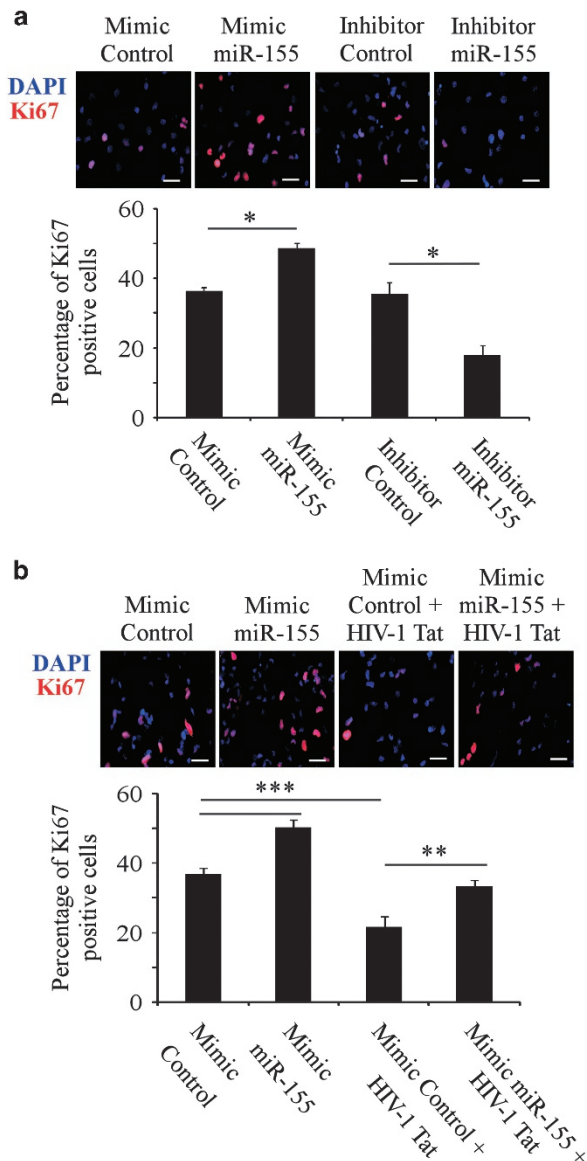 a
Mimic
Control
Mimic
miR-155
Inhibitor
Control
Inhibitor
miR-155
DAPI
Ki67
Percentage of Ki67
positive cells
60
*
*
40
20
0
Mimic
Control
Mimic
miR-155
Inhibitor
Control
Inhibitor
miR-155
b
Mimic
Control
Mimic
miR-155
Mimic
Control +
HIV-1 Tat
Mimic
miR-155 +
HIV-1 Tat
DAPI
Ki67
Percentage of Ki67
positive cells
60
***
**
40
20
0
Mimic
Control
Mimic
miR-155
Mimic Control +
HIV-1 Tat
Mimic miR-155 +
HIV-1 Tat